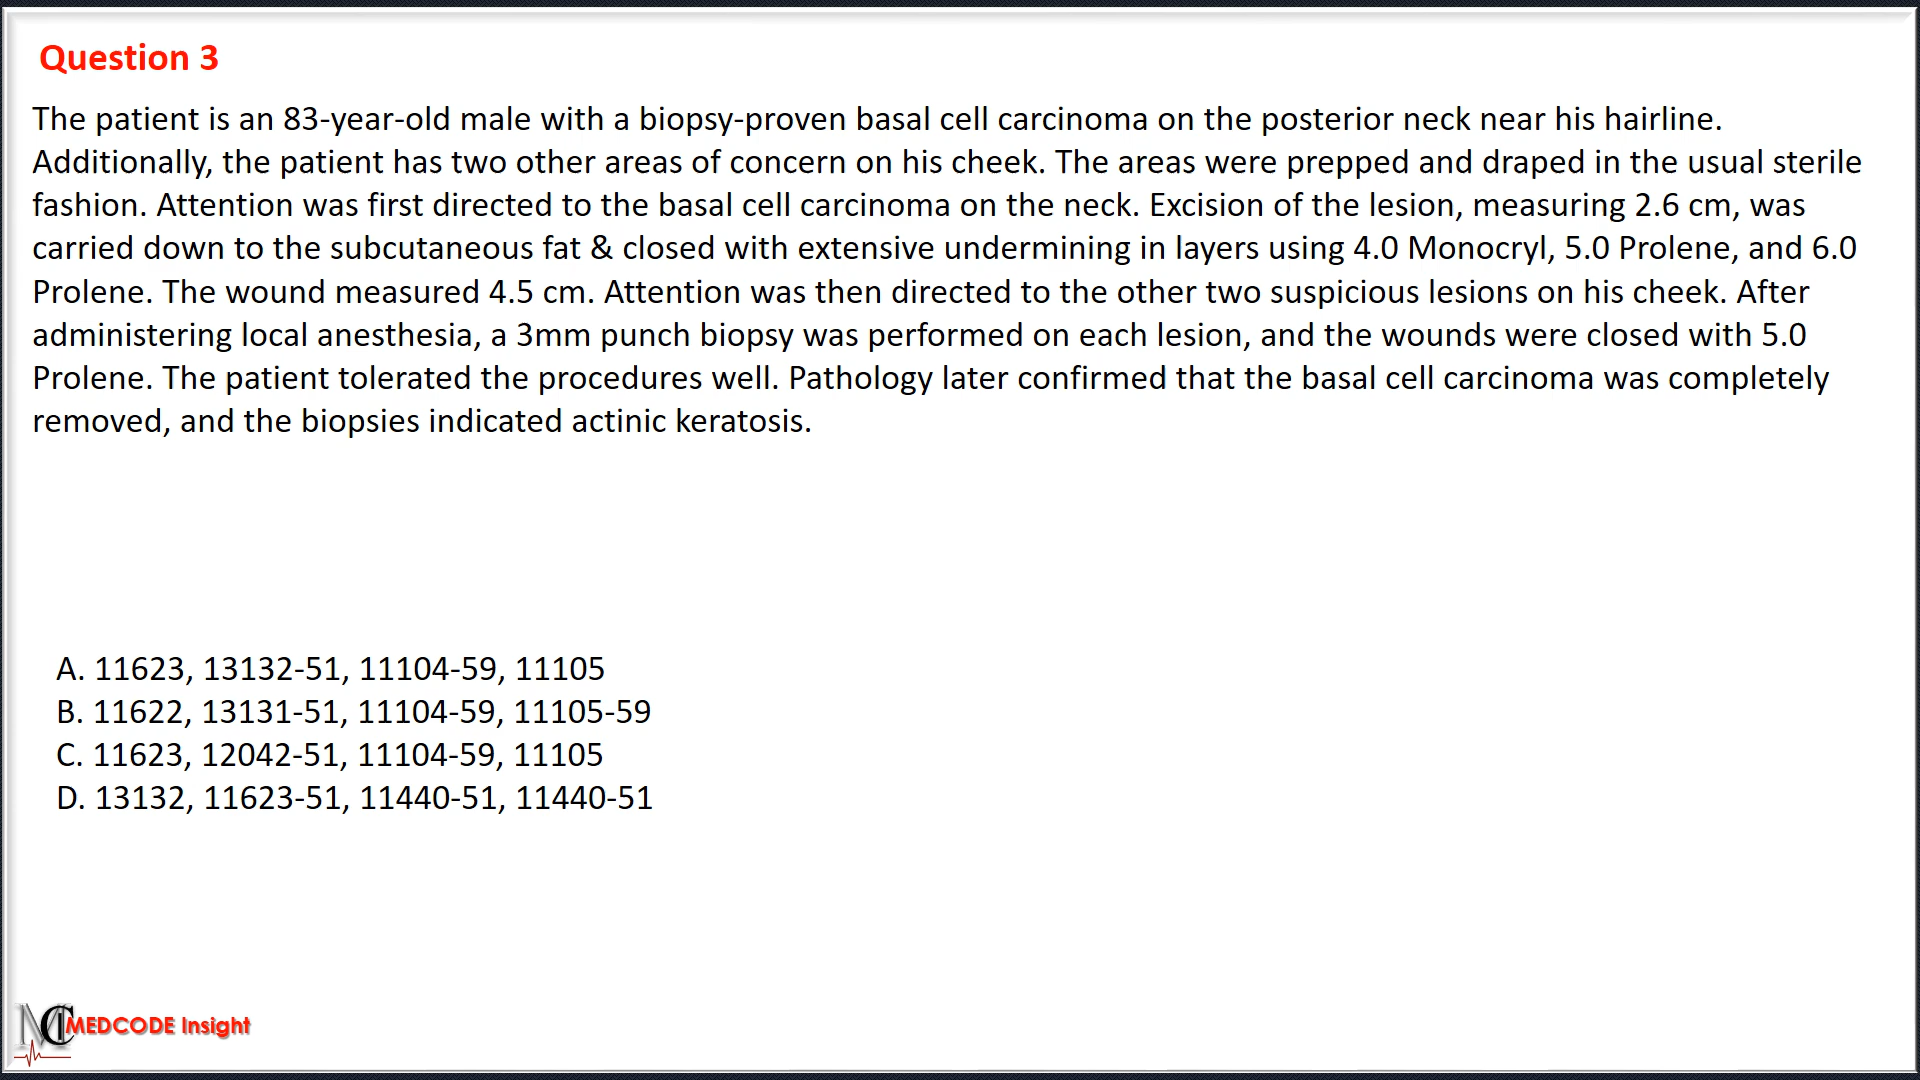 Question 3
The patient is an 83-year-old male with a biopsy-proven basal cell carcinoma on the posterior neck near his hairline.
Additionally, the patient has two other areas of concern on his cheek. The areas were prepped and draped in the usual sterile
fashion. Attention was first directed to the basal cell carcinoma on the neck. Excision of the lesion, measuring 2.6 cm, was
carried down to the subcutaneous fat & closed with extensive undermining in layers using 4.0 Monocryl, 5.0 Prolene, and 6.0
Prolene. The wound measured 4.5 cm. Attention was then directed to the other two suspicious lesions on his cheek. After
administering local anesthesia, a 3mm punch biopsy was performed on each lesion, and the wounds were closed with 5.0
Prolene. The patient tolerated the procedures well. Pathology later confirmed that the basal cell carcinoma was completely
removed, and the biopsies indicated actinic keratosis.
A. 11623, 13132-51, 11104-59, 11105
B. 11622, 13131-51, 11104-59, 11105-59
C. 11623, 12042-51, 11104-59, 11105
D. 13132, 11623-51, 11440-51, 11440-51
MCI MEDCODE Insight